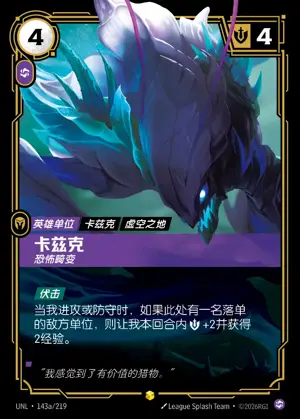 4
4
英雄单位 卡兹克 虚空之地
卡兹克
恐怖畸变
伏击
当我进攻或防守时，如果此处有一名落单
的敌方单位，则让我本回合内+2并获得
2经验。
“我感觉到了有价值的猎物。”
UNL • 143a/219
League Splash Team • ©2026RGI